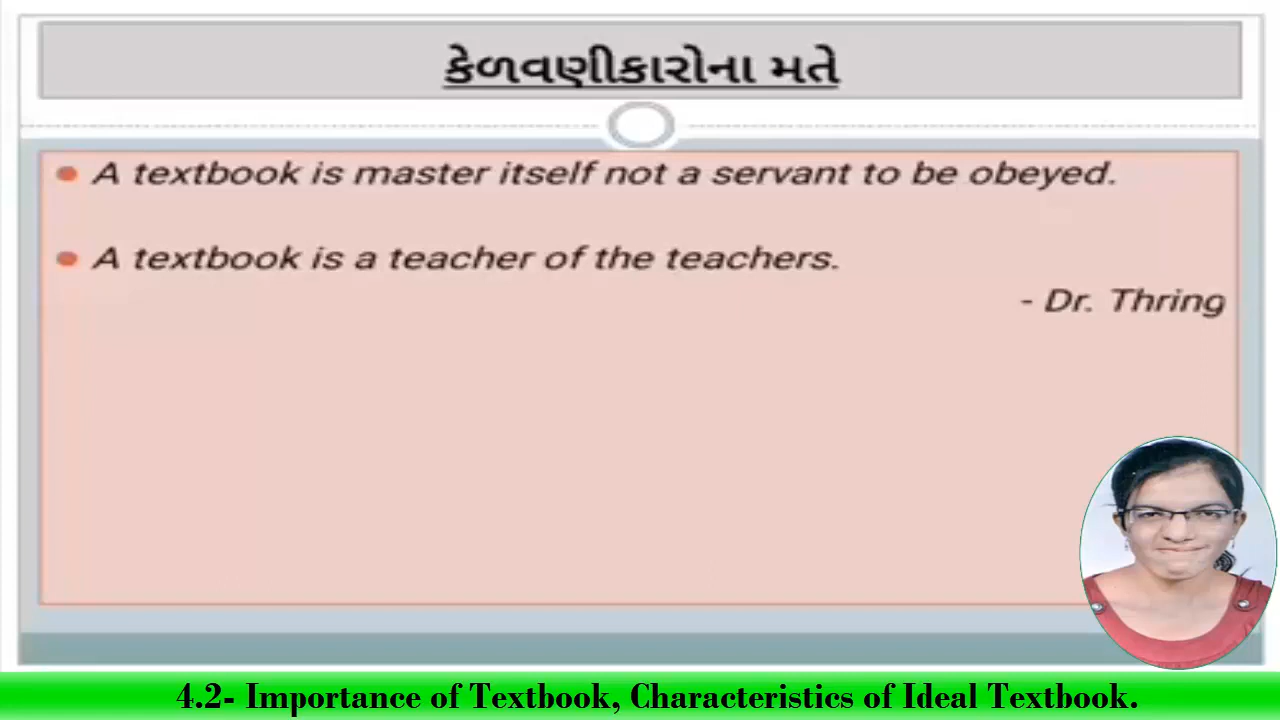 કેળવણીકારોના મતે
A textbook is master itself not a servant to be obeyed.
A textbook is a teacher of the teachers.
- Dr. Thring
4.2- Importance of Textbook, Characteristics of Ideal Textbook.